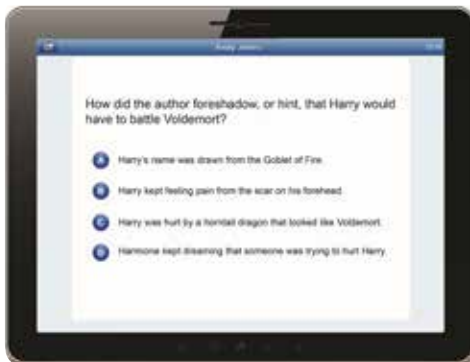 How did the author foreshadow, or hint, that Harry would
have to battle Voldemort?
A Harry's name was drawn from the Goblet of Fire.
B Harry kept feeling pain from the scar on his forehead.
C Harry was hurt by a horntail dragon that looked like Voldemort.
D Harmone kept dreaming that someone was trying to hurt Harry.